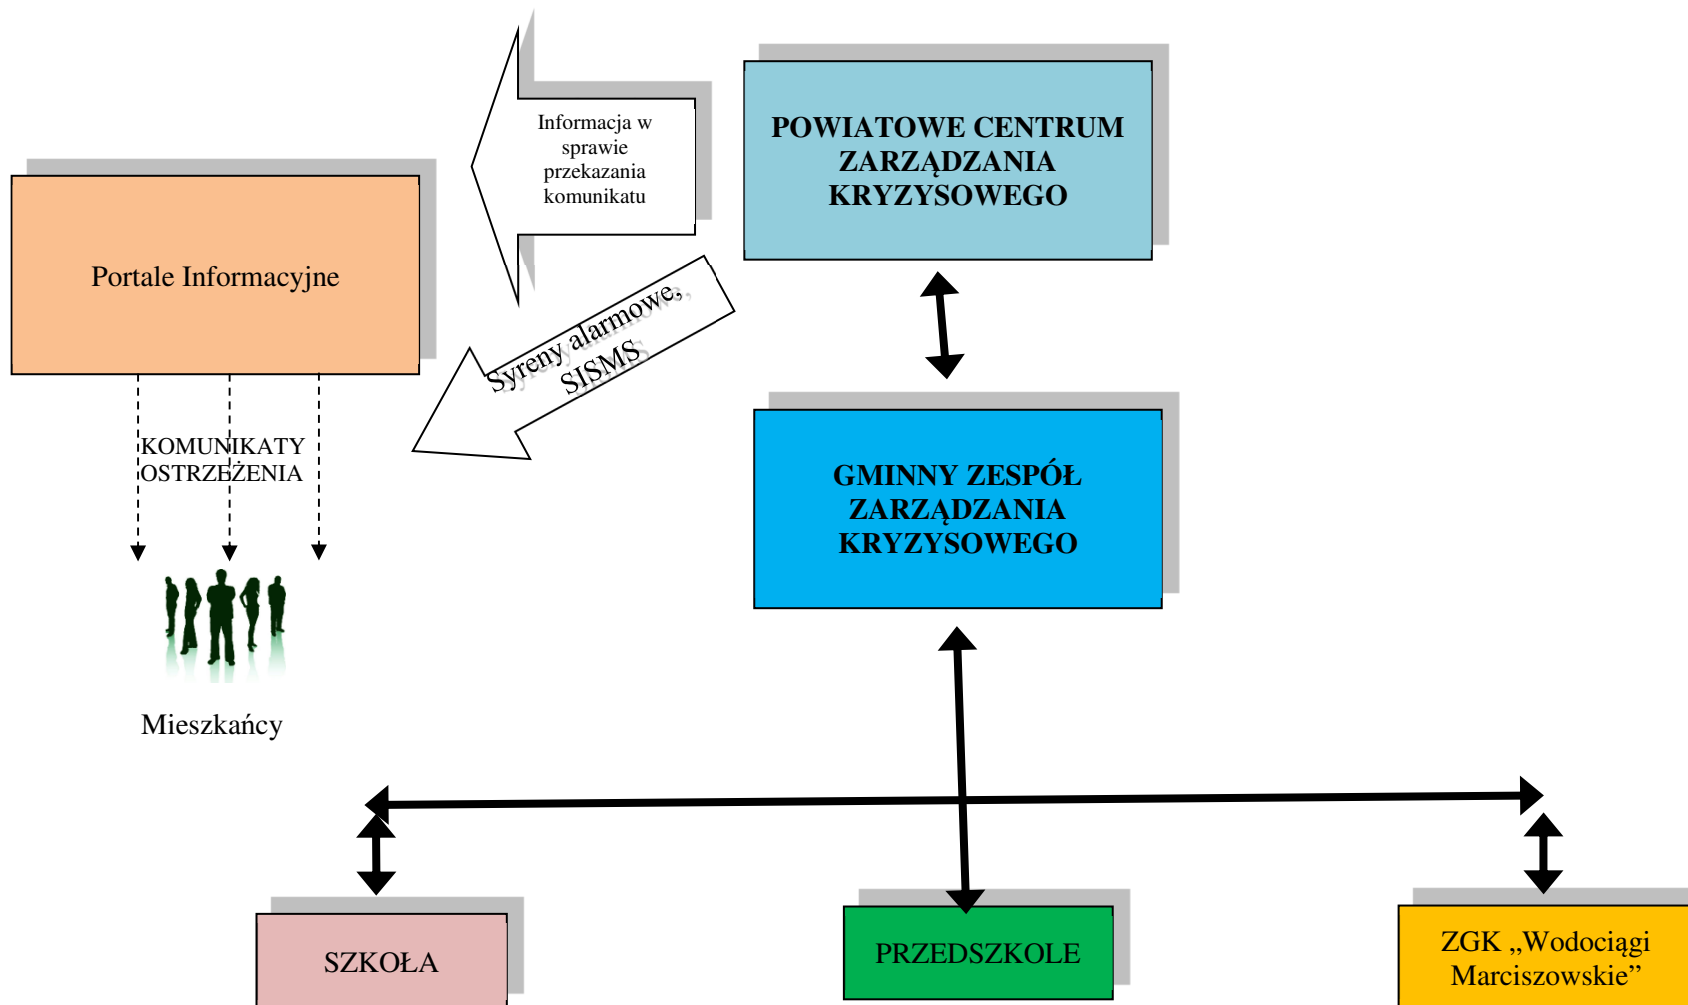 Informacja w
sprawie
przekazania
komunikatu
POWIATOWE CENTRUM
ZARZĄDZANIA
KRYZYSOWEGO
Portale Informacyjne
Syreny alarmowe,
SISMS
KOMUNIKATY
OSTRZEŻENIA
GMINNY ZESPÓŁ
ZARZĄDZANIA
KRYZYSOWEGO
Mieszkańcy
SZKOŁA
PRZEDSZKOLE
ZGK „Wodociągi
Marciszowskie”